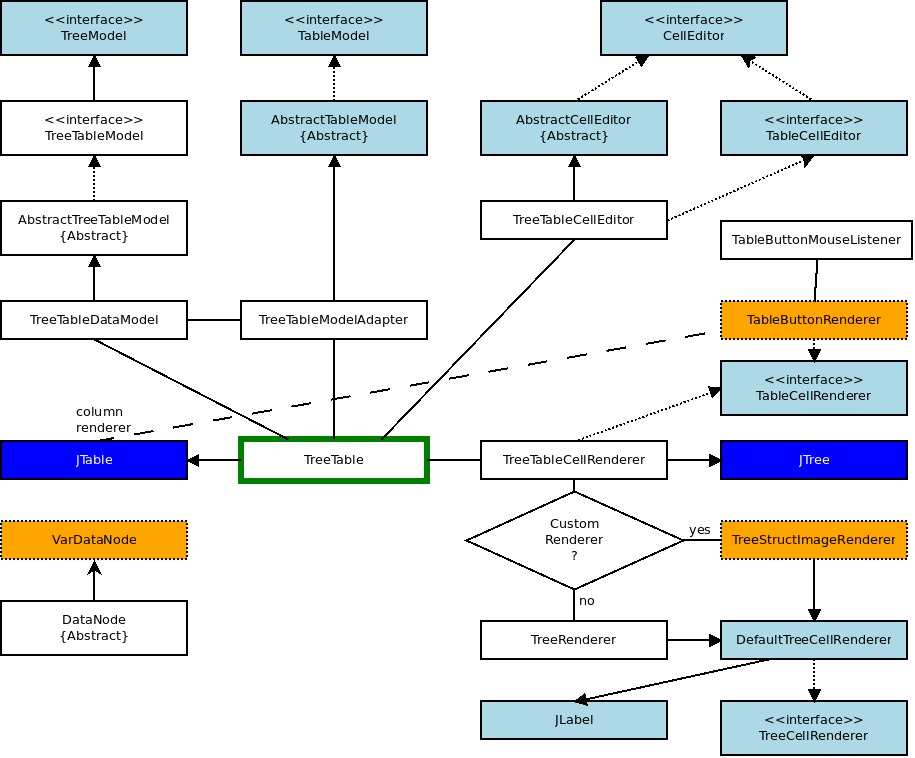 <<interface>>
TreeModel
<<interface>>
TableModel
<<interface>>
CellEditor
<<interface>>
TreeTableModel
AbstractTableModel
{Abstract}
AbstractCellEditor
{Abstract}
<<interface>>
TableCellEditor
AbstractTreeTableModel
{Abstract}
TreeTableCellEditor
TableButtonMouseListener
TreeTableDataModel
TreeTableModelAdapter
TableButtonRenderer
<<interface>>
TableCellRenderer
column
renderer
JTable
TreeTable
TreeTableCellRenderer
JTree
VarDataNode
Custom
Renderer
?
yes
TreeStructImageRenderer
DataNode
{Abstract}
no
TreeRenderer
DefaultTreeCellRenderer
JLabel
<<interface>>
TreeCellRenderer